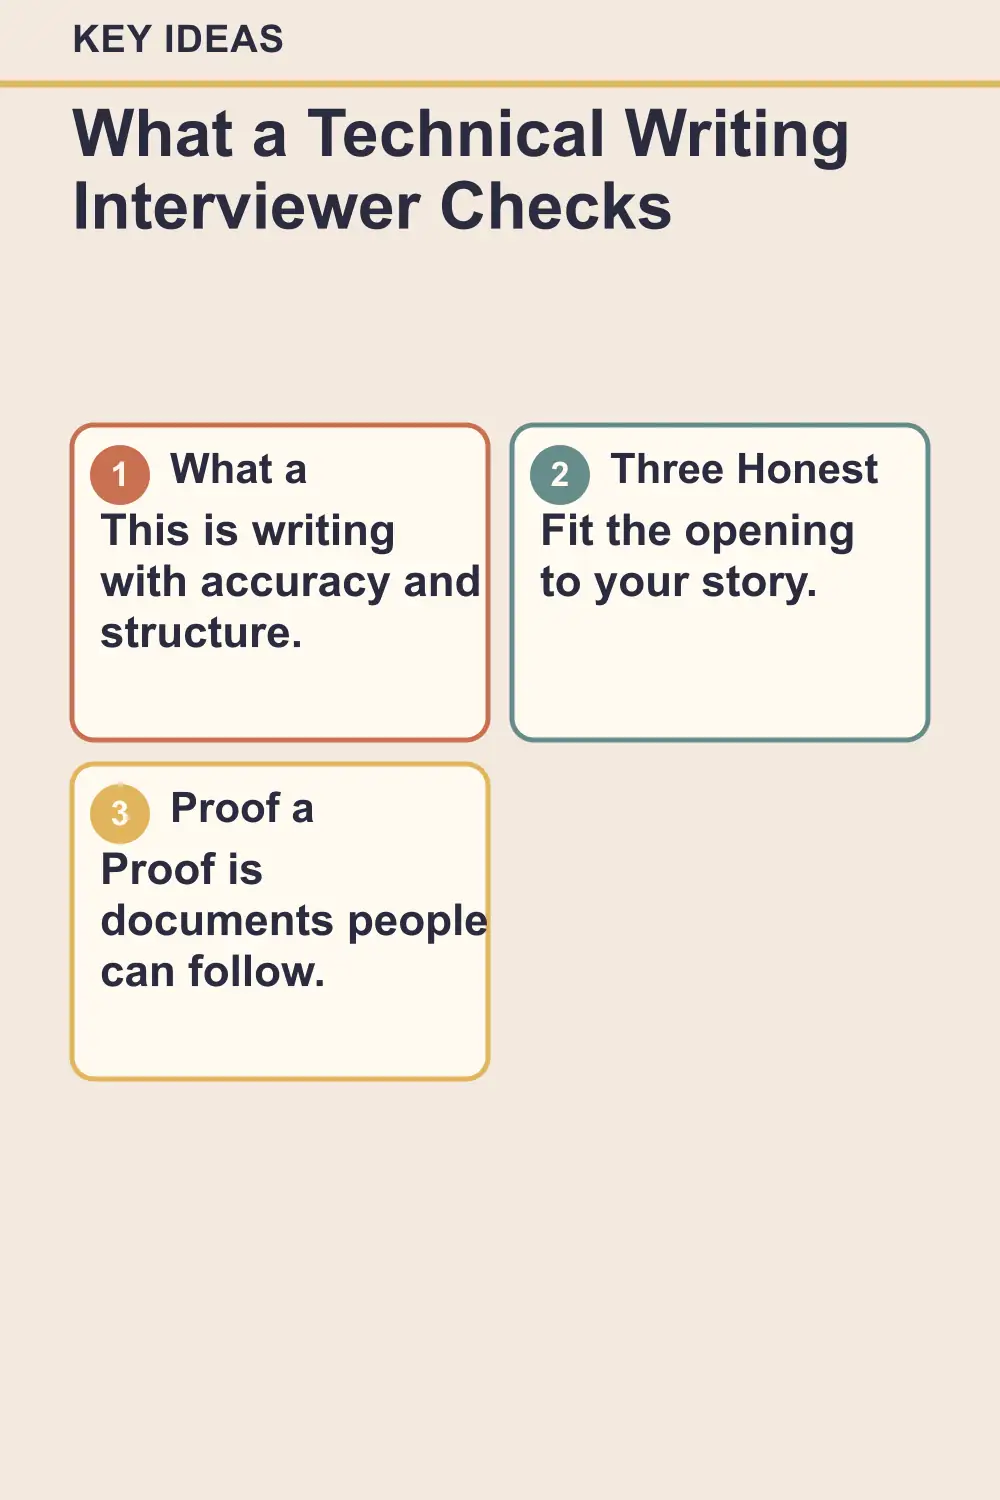 KEY IDEAS
What a Technical Writing
Interviewer Checks
1 What a
This is writing
with accuracy and
structure.
2 Three Honest
Fit the opening
to your story.
3 Proof a
Proof is
documents people
can follow.